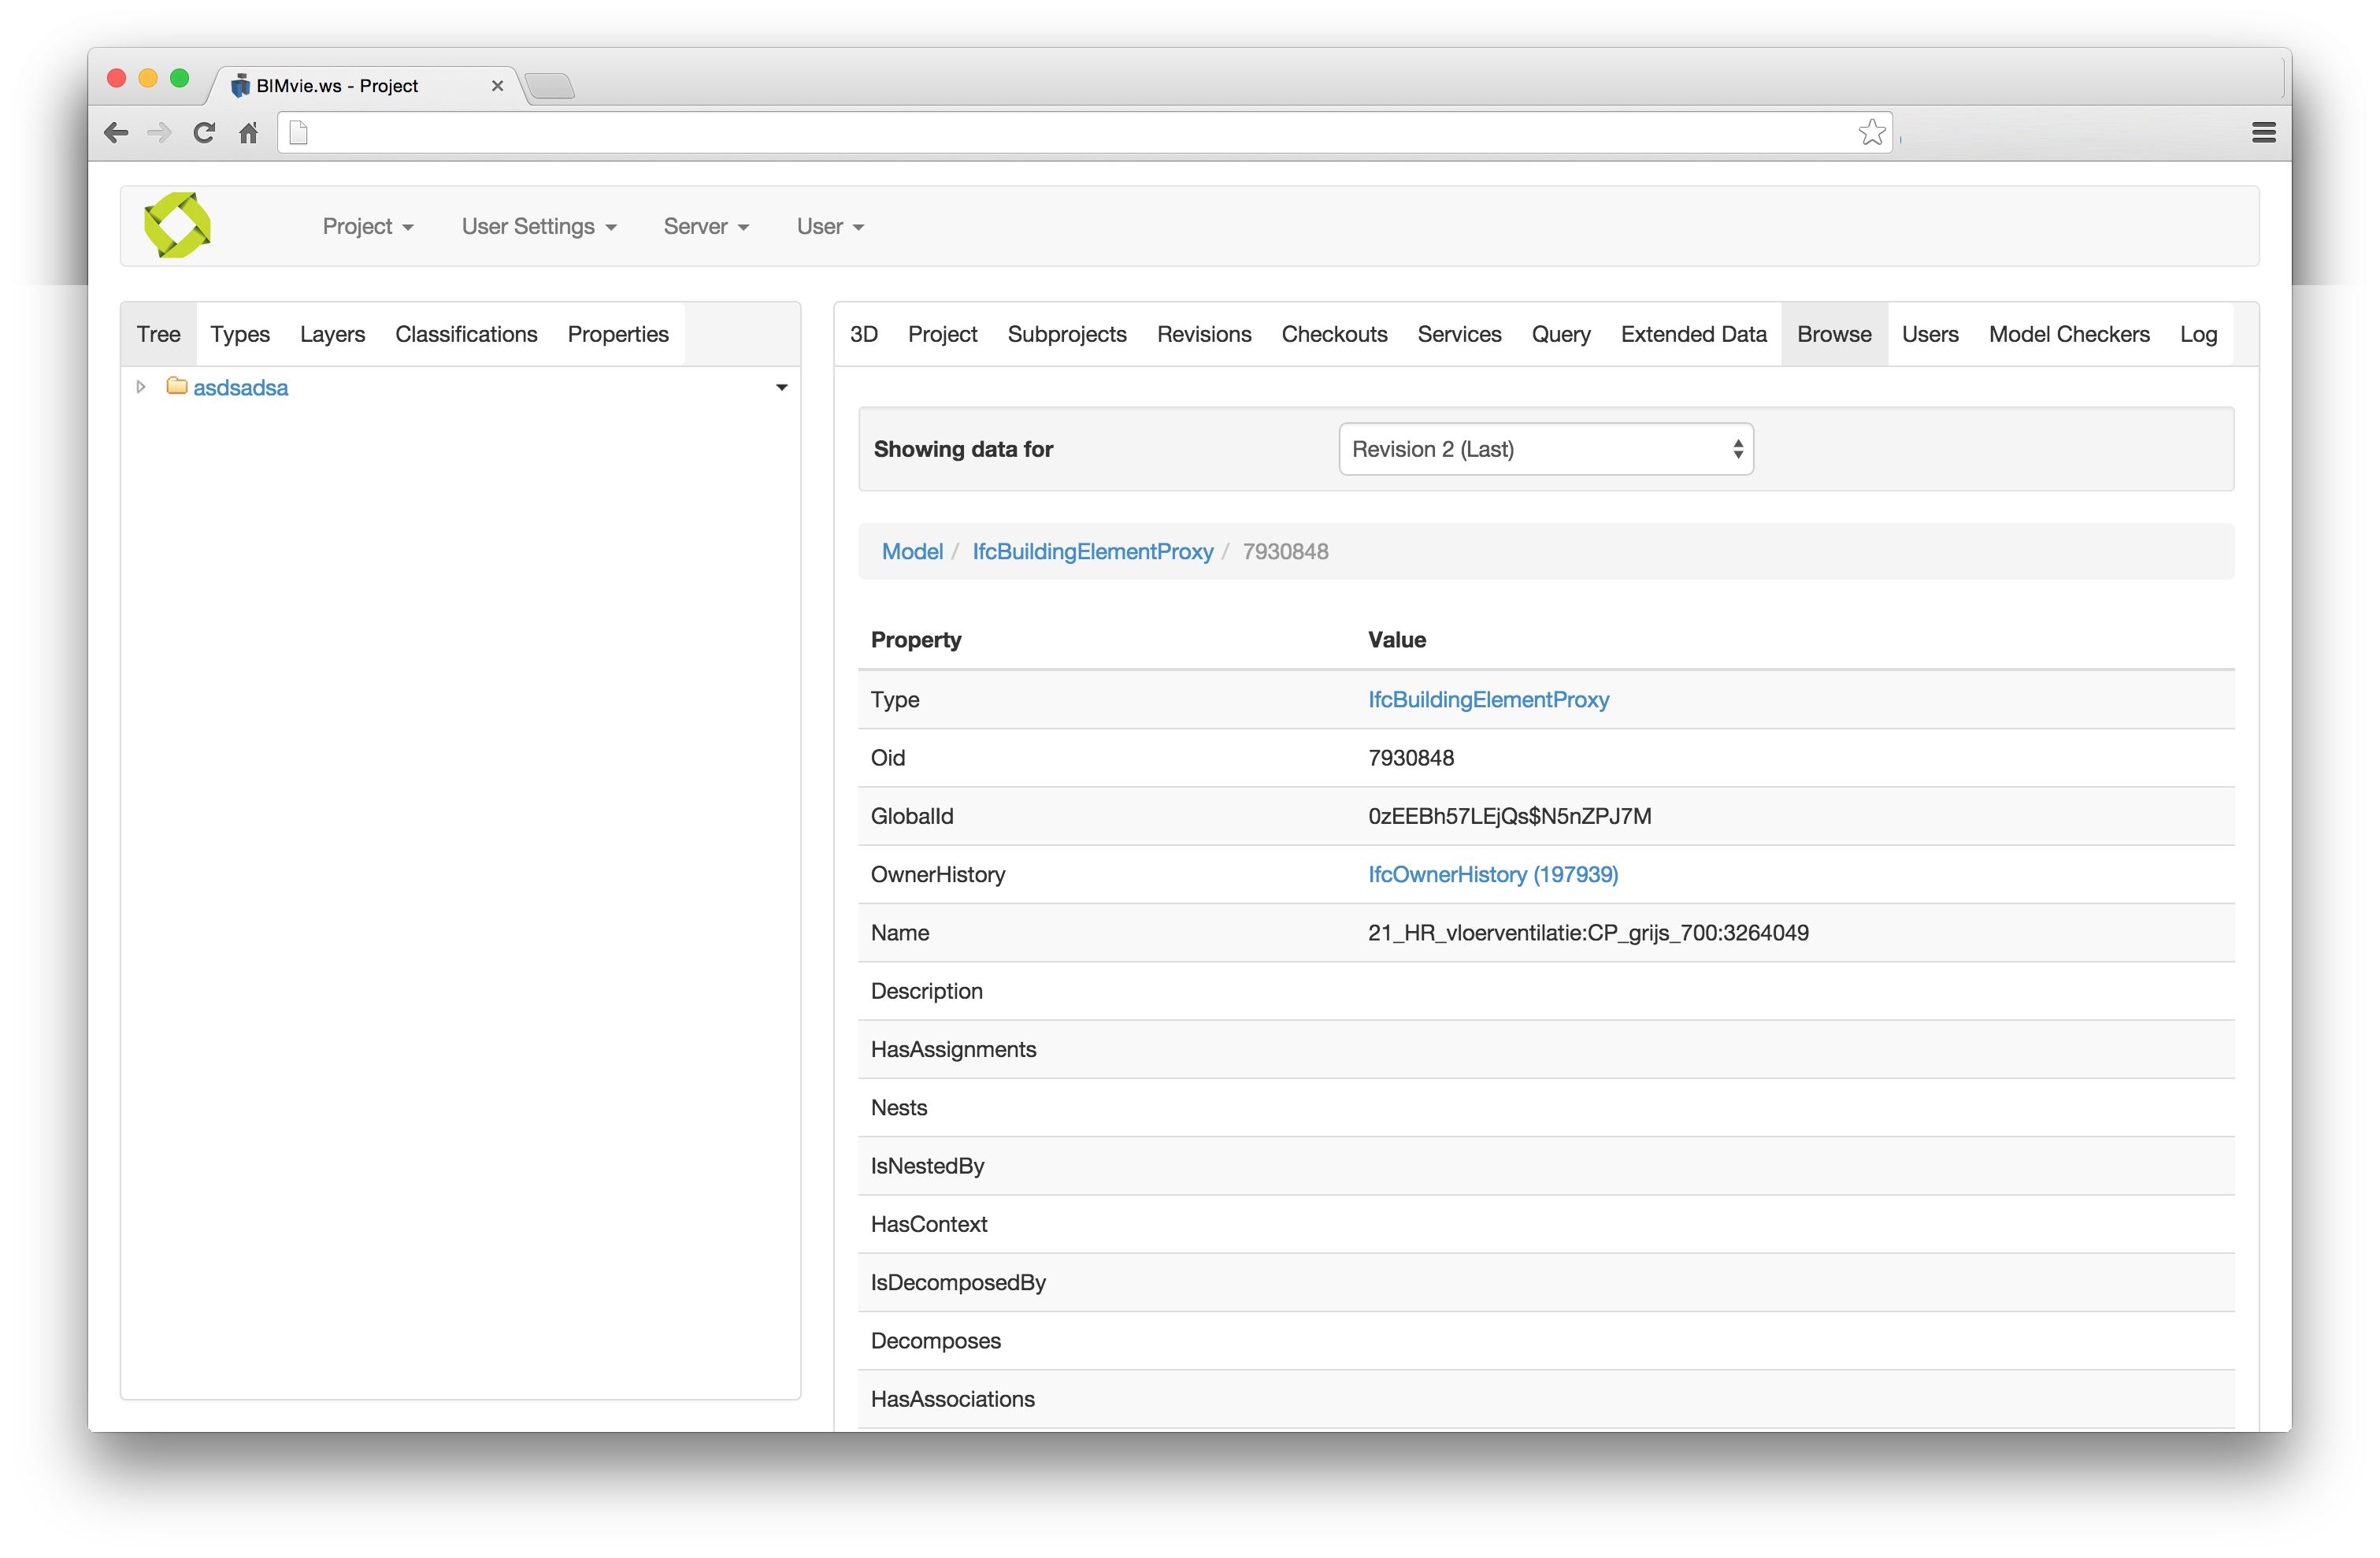 BIMvie.ws - Project
Project User Settings Server User
Tree Types Layers Classifications Properties
asdsadsa
3D Project Subprojects Revisions Checkouts Services Query Extended Data Browse Users Model Checkers Log
Showing data for Revision 2 (Last)
Model / IfcBuildingElementProxy / 7930848
Property Value
Type IfcBuildingElementProxy
Oid 7930848
GlobalId 0zEEBh57LEjQs$N5nZPJ7M
OwnerHistory IfcOwnerHistory (197939)
Name 21_HR_vloerventilatie:CP_grijs_700:3264049
Description
HasAssignments
Nests
IsNestedBy
HasContext
IsDecomposedBy
Decomposes
HasAssociations